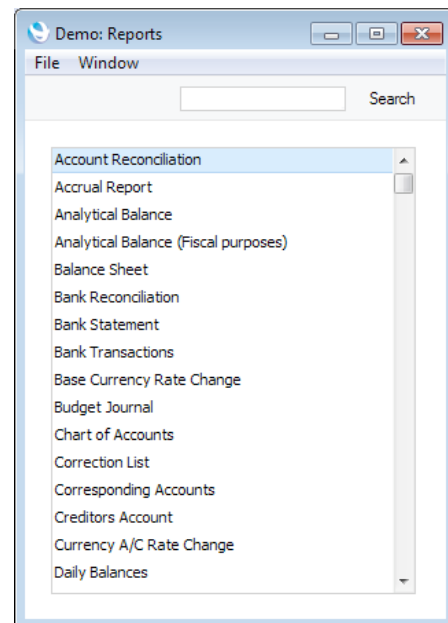 Demo: Reports
File Window
Search
Account Reconciliation
Accrual Report
Analytical Balance
Analytical Balance (Fiscal purposes)
Balance Sheet
Bank Reconciliation
Bank Statement
Bank Transactions
Base Currency Rate Change
Budget Journal
Chart of Accounts
Correction List
Corresponding Accounts
Creditors Account
Currency A/C Rate Change
Daily Balances